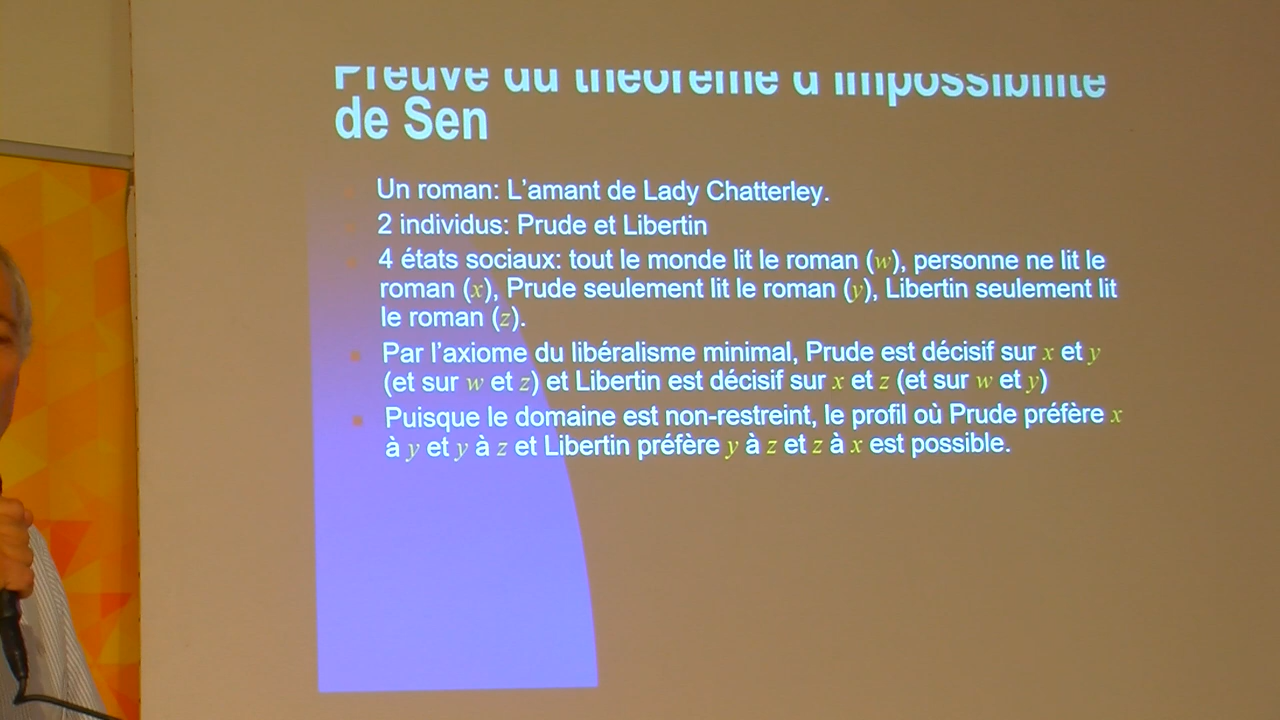 Preuve du théorème d'impossibilité
de Sen
Un roman: L'amant de Lady Chatterley.
2 individus: Prude et Libertin
4 états sociaux: tout le monde lit le roman (w), personne ne lit le
roman (x), Prude seulement lit le roman (y), Libertin seulement lit
le roman (z).
Par l'axiome du libéralisme minimal, Prude est décisif sur x et y
(et sur w et z) et Libertin est décisif sur x et z (et sur w et y)
Puisque le domaine est non-restreint, le profil où Prude préfère x
à y et y à z et Libertin préfère y à z et z à x est possible.